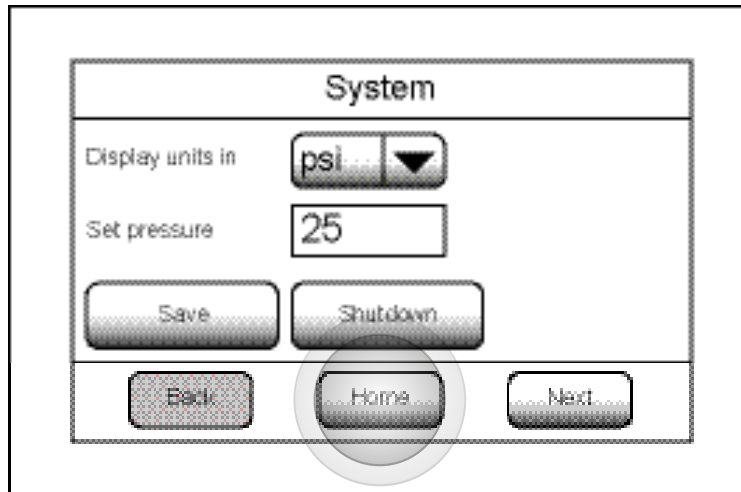 System
Display units in psi
Set pressure 25
Save Shutdown
Back Home Next